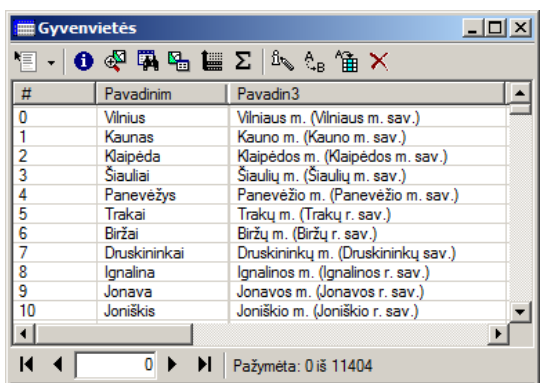 Gyvenvietės
# Pavadinim Pavadin3
0 Vilnius Vilniaus m. (Vilniaus m. sav.)
1 Kaunas Kauno m. (Kauno m. sav.)
2 Klaipėda Klaipėdos m. (Klaipėdos m. sav.)
3 Šiauliai Šiaulių m. (Šiaulių m. sav.)
4 Panevėžys Panevėžio m. (Panevėžio m. sav.)
5 Trakai Trakų m. (Trakų r. sav.)
6 Biržai Biržų m. (Biržų r. sav.)
7 Druskininkai Druskininkų m. (Druskininkų sav.)
8 Ignalina Ignalinos m. (Ignalinos r. sav.)
9 Jonava Jonavos m. (Jonavos r. sav.)
10 Joniškis Joniškio m. (Joniškio r. sav.)
0 Pažymėta: 0 iš 11404